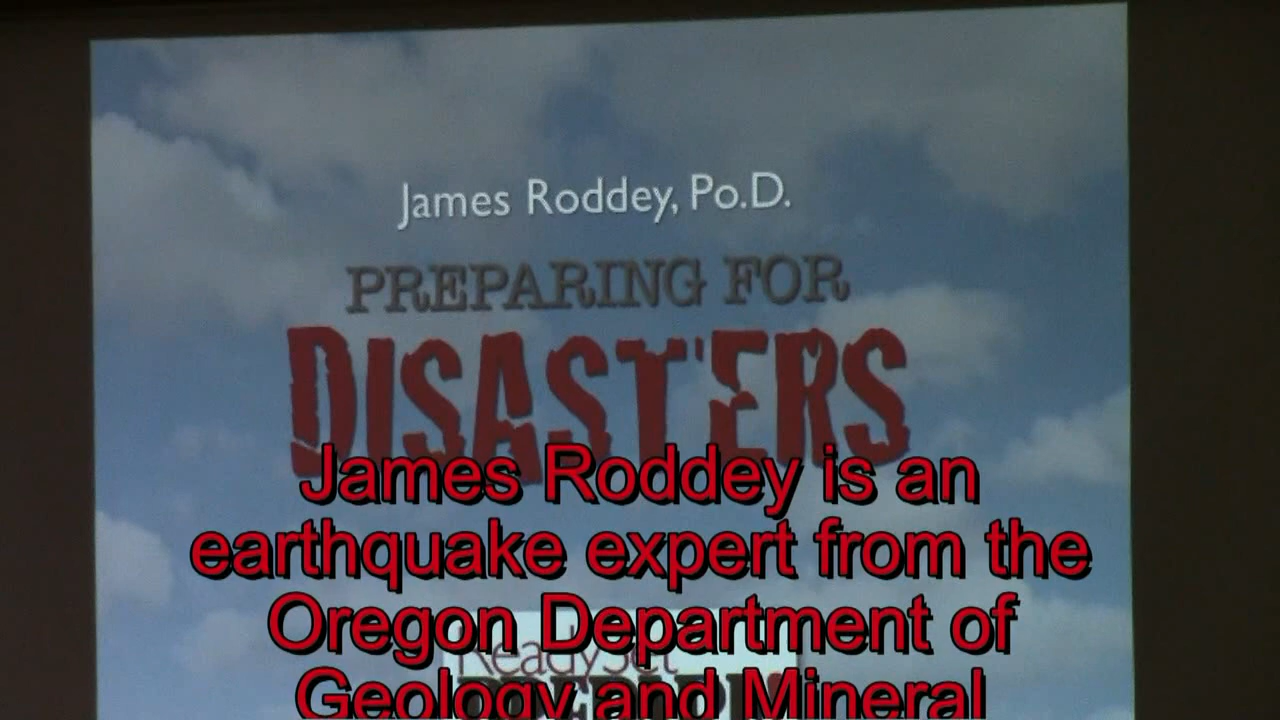 James Roddey, Po.D.
PREPARING FOR
DISASTERS
James Roddey is an
earthquake expert from the
Oregon Department of
ReadySet
Geology and Mineral